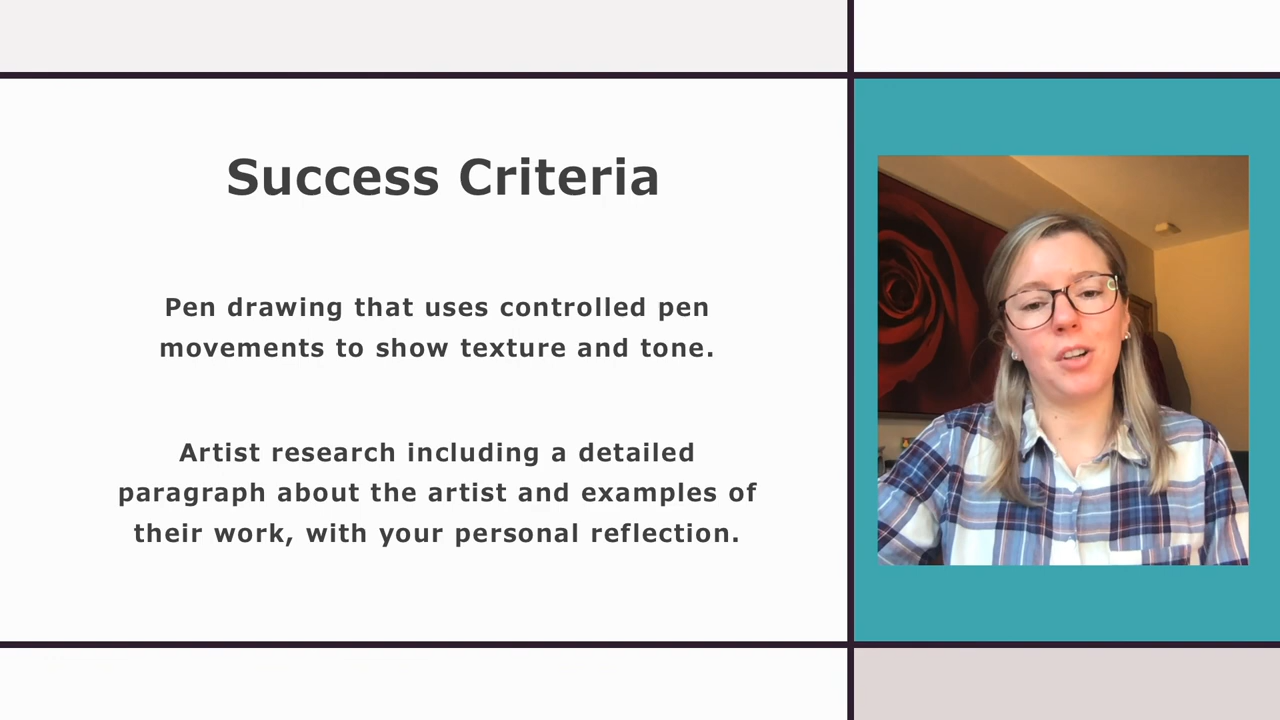 Success Criteria
Pen drawing that uses controlled pen
movements to show texture and tone.
Artist research including a detailed
paragraph about the artist and examples of
their work, with your personal reflection.